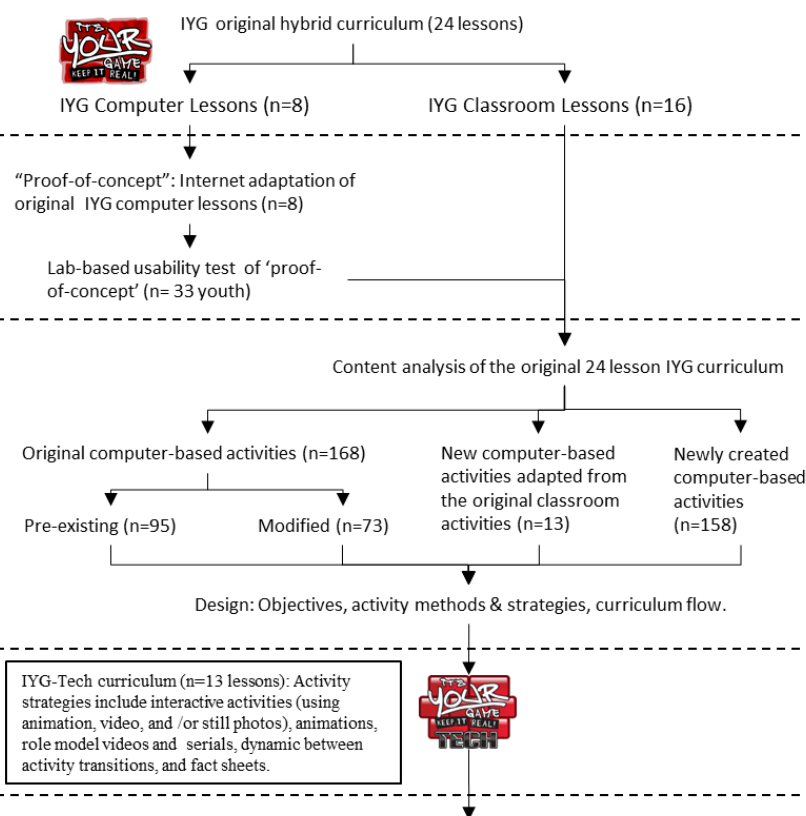 IYG original hybrid curriculum (24 lessons)
IT'S
YOUR
GAME
KEEP IT REAL!
IYG Computer Lessons (n=8)
IYG Classroom Lessons (n=16)
“Proof-of-concept”: Internet adaptation of
original IYG computer lessons (n=8)
Lab-based usability test of ‘proof-
of-concept’ (n= 33 youth)
Content analysis of the original 24 lesson IYG curriculum
Original computer-based activities (n=168)
New computer-based
activities adapted from
the original classroom
activities (n=13)
Newly created
computer-based
activities
(n=158)
Pre-existing (n=95)
Modified (n=73)
Design: Objectives, activity methods & strategies, curriculum flow.
IYG-Tech curriculum (n=13 lessons): Activity
strategies include interactive activities (using
animation, video, and /or still photos), animations,
role model videos and serials, dynamic between
activity transitions, and fact sheets.
IT'S
YOUR
GAME
KEEP IT REAL!
TECH